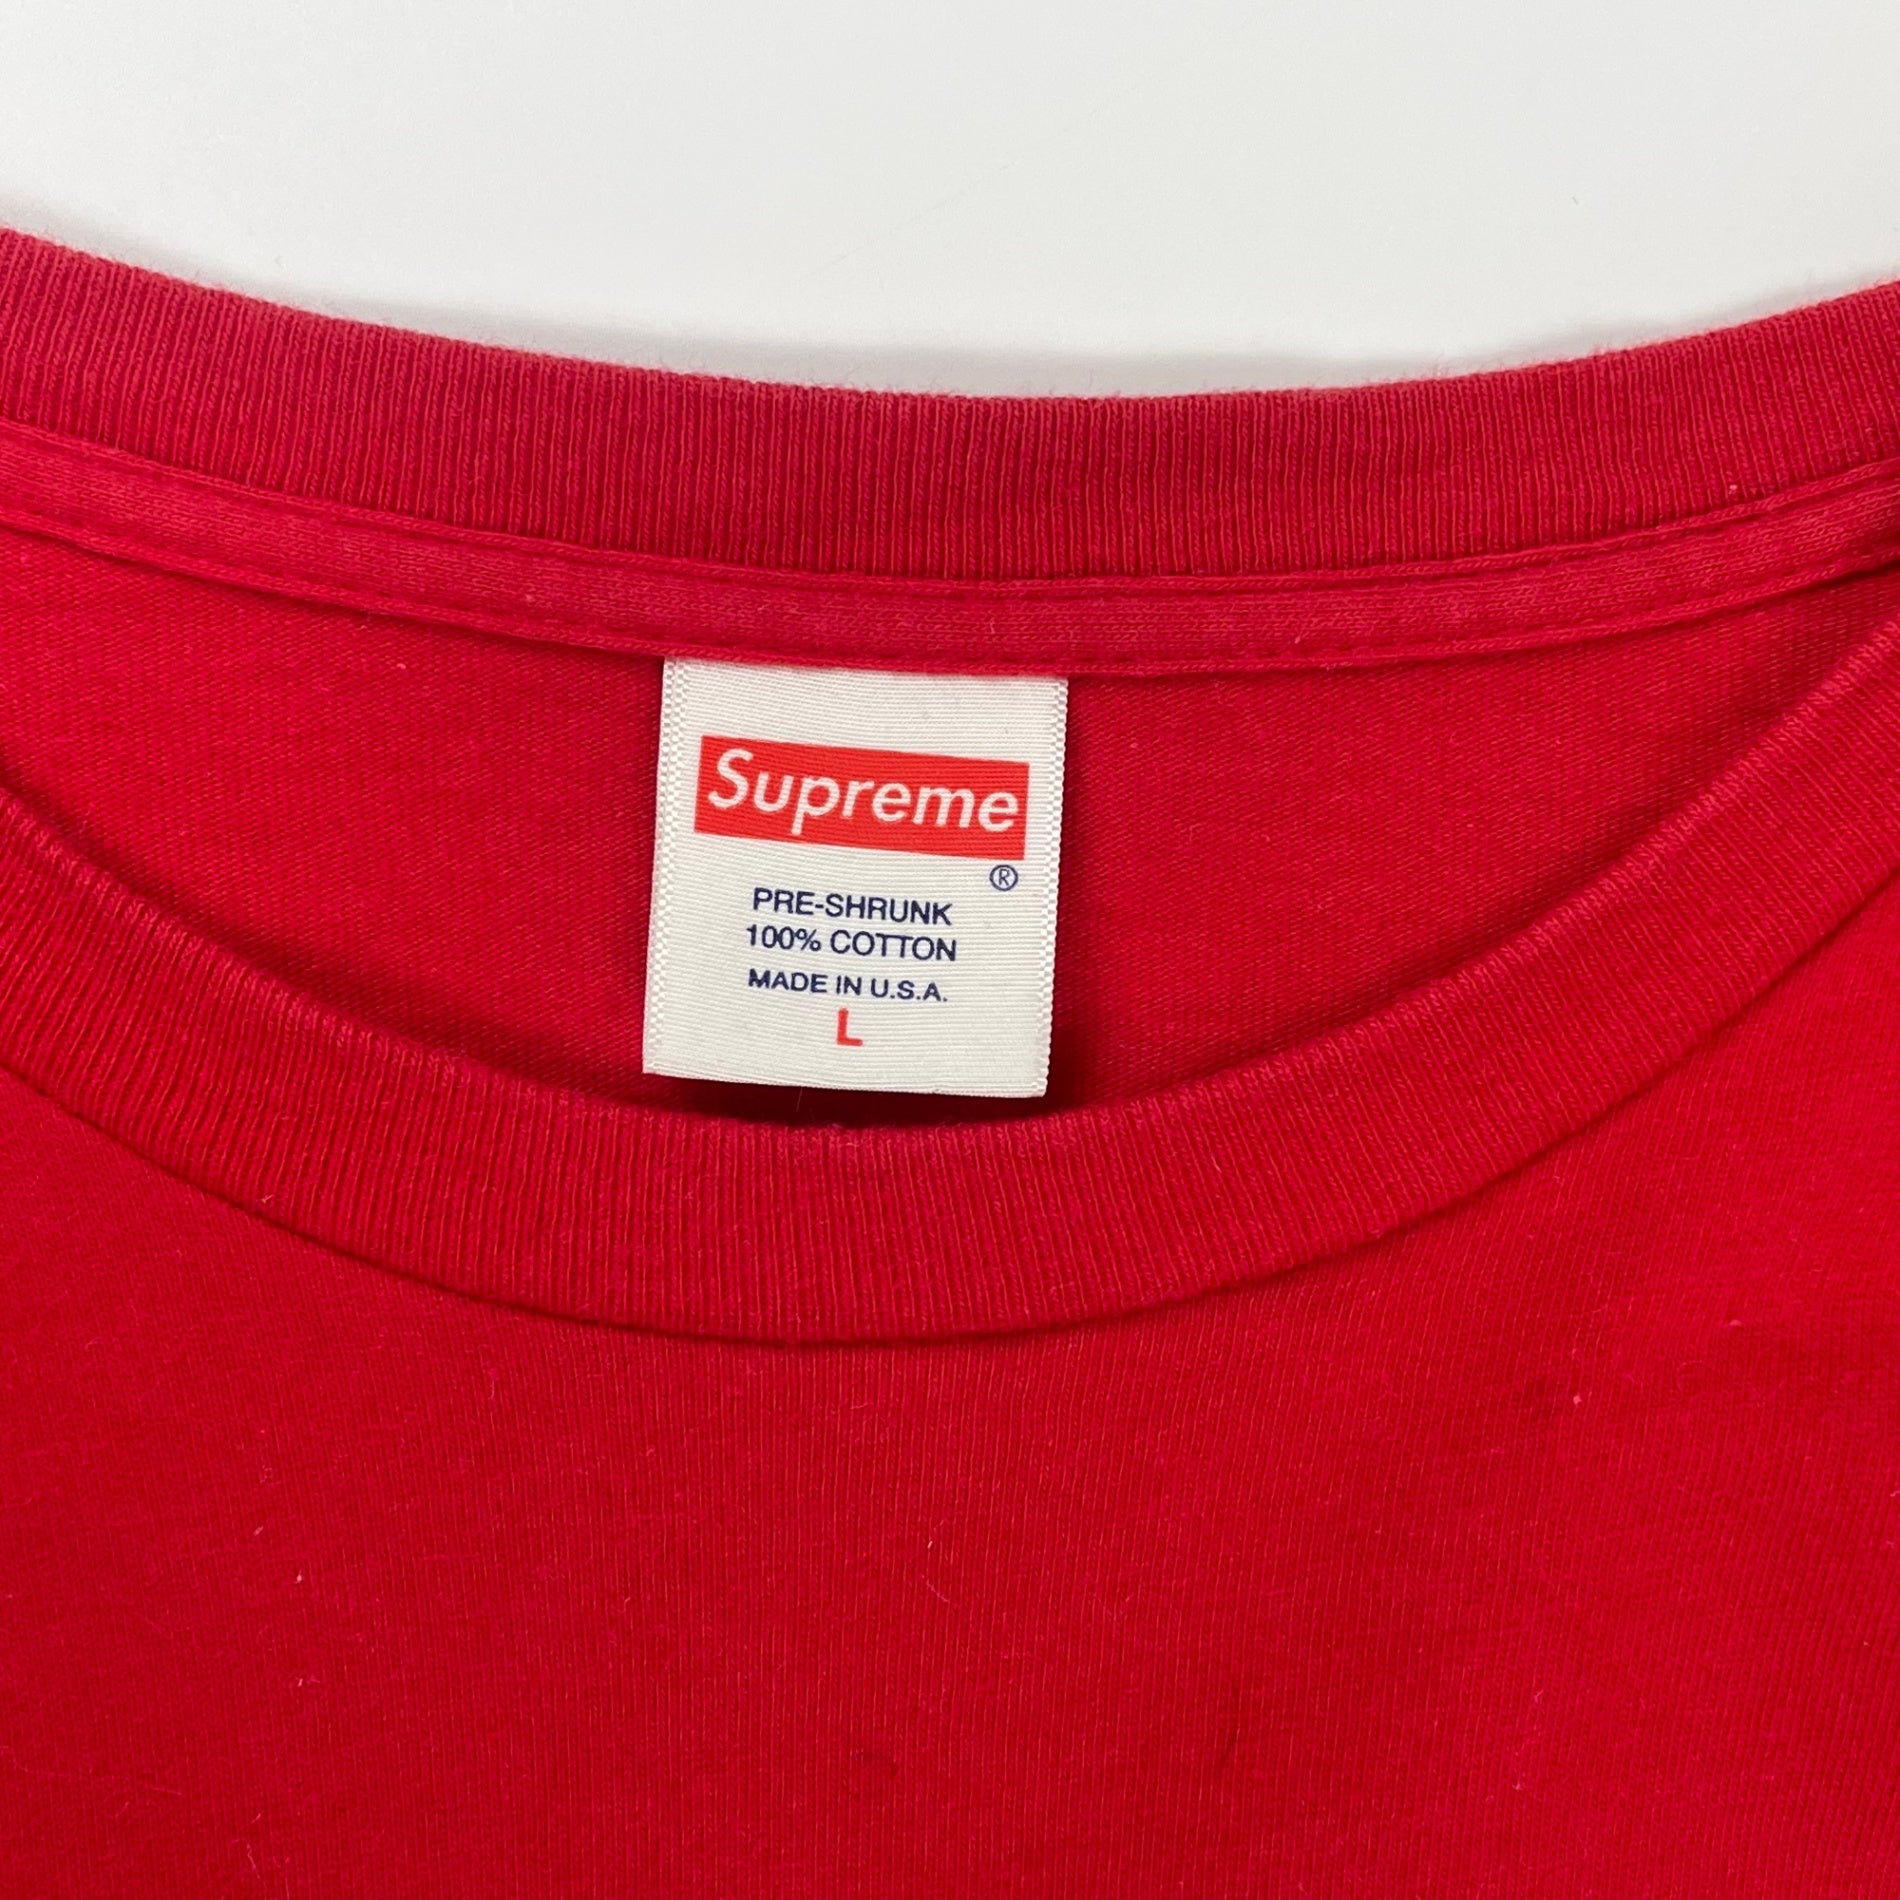 Supreme
®
PRE-SHRUNK
100% COTTON
MADE IN U.S.A.
L